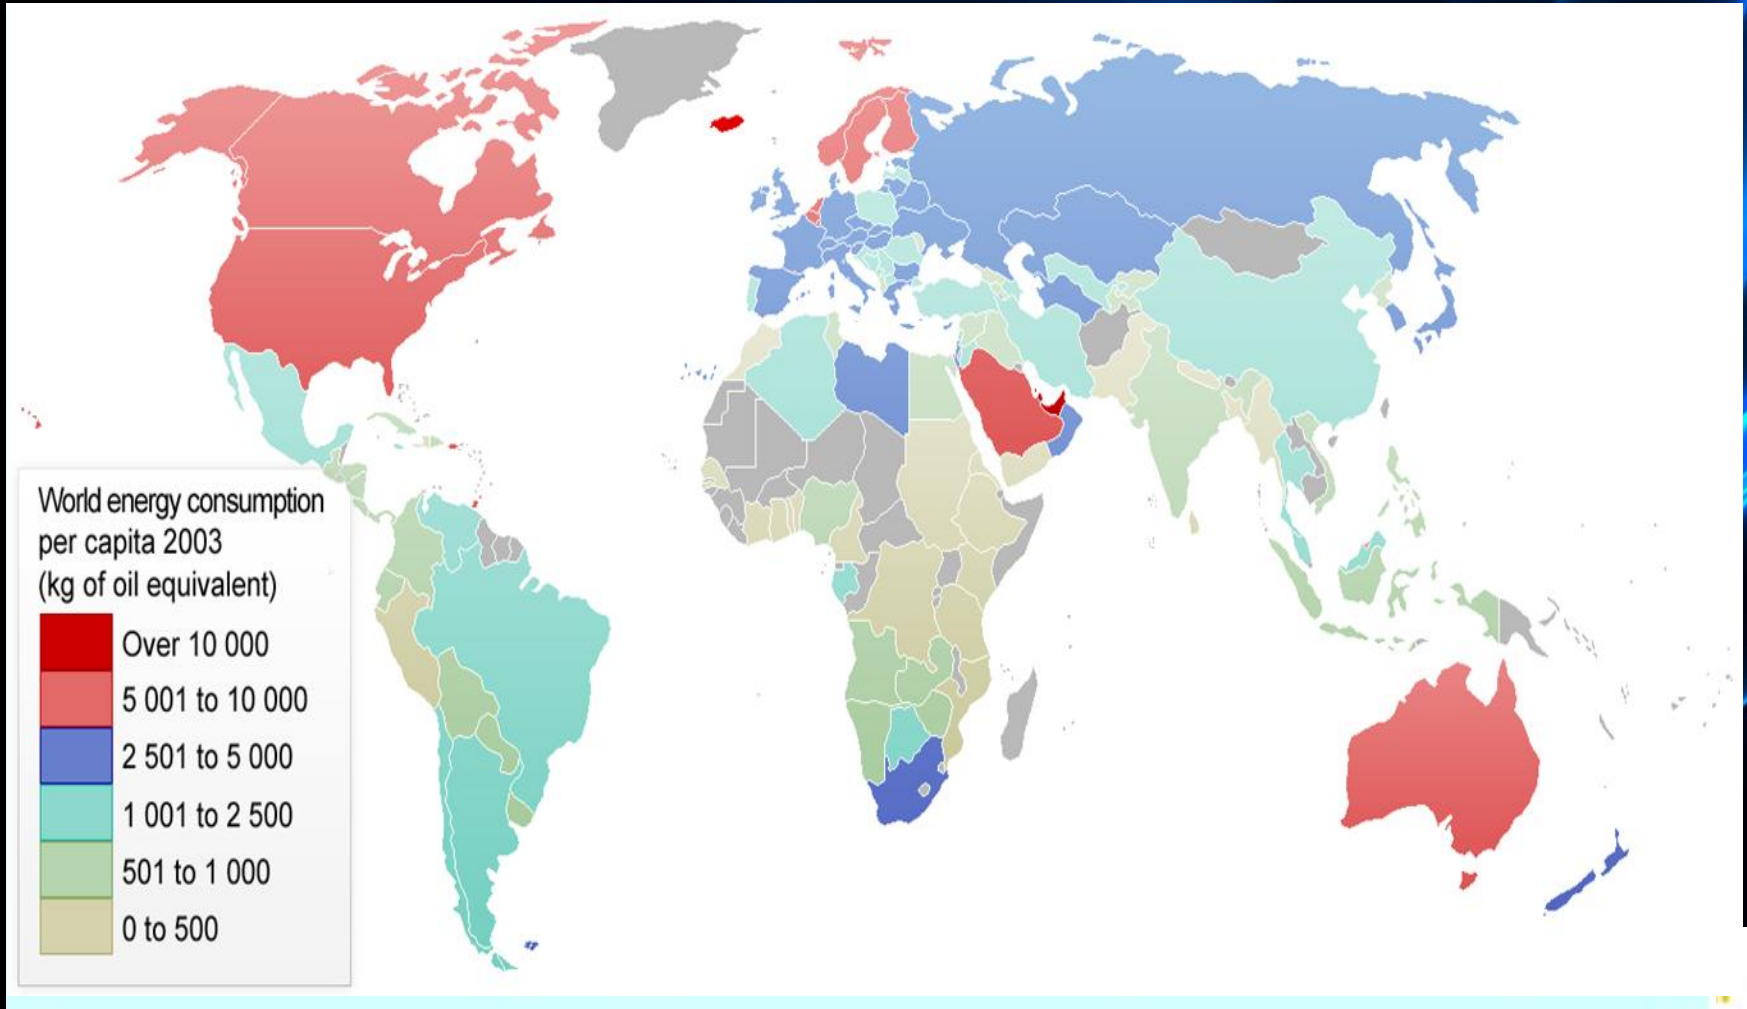 World energy consumption
per capita 2003
(kg of oil equivalent)
Over 10 000
5 001 to 10 000
2 501 to 5 000
1 001 to 2 500
501 to 1 000
0 to 500